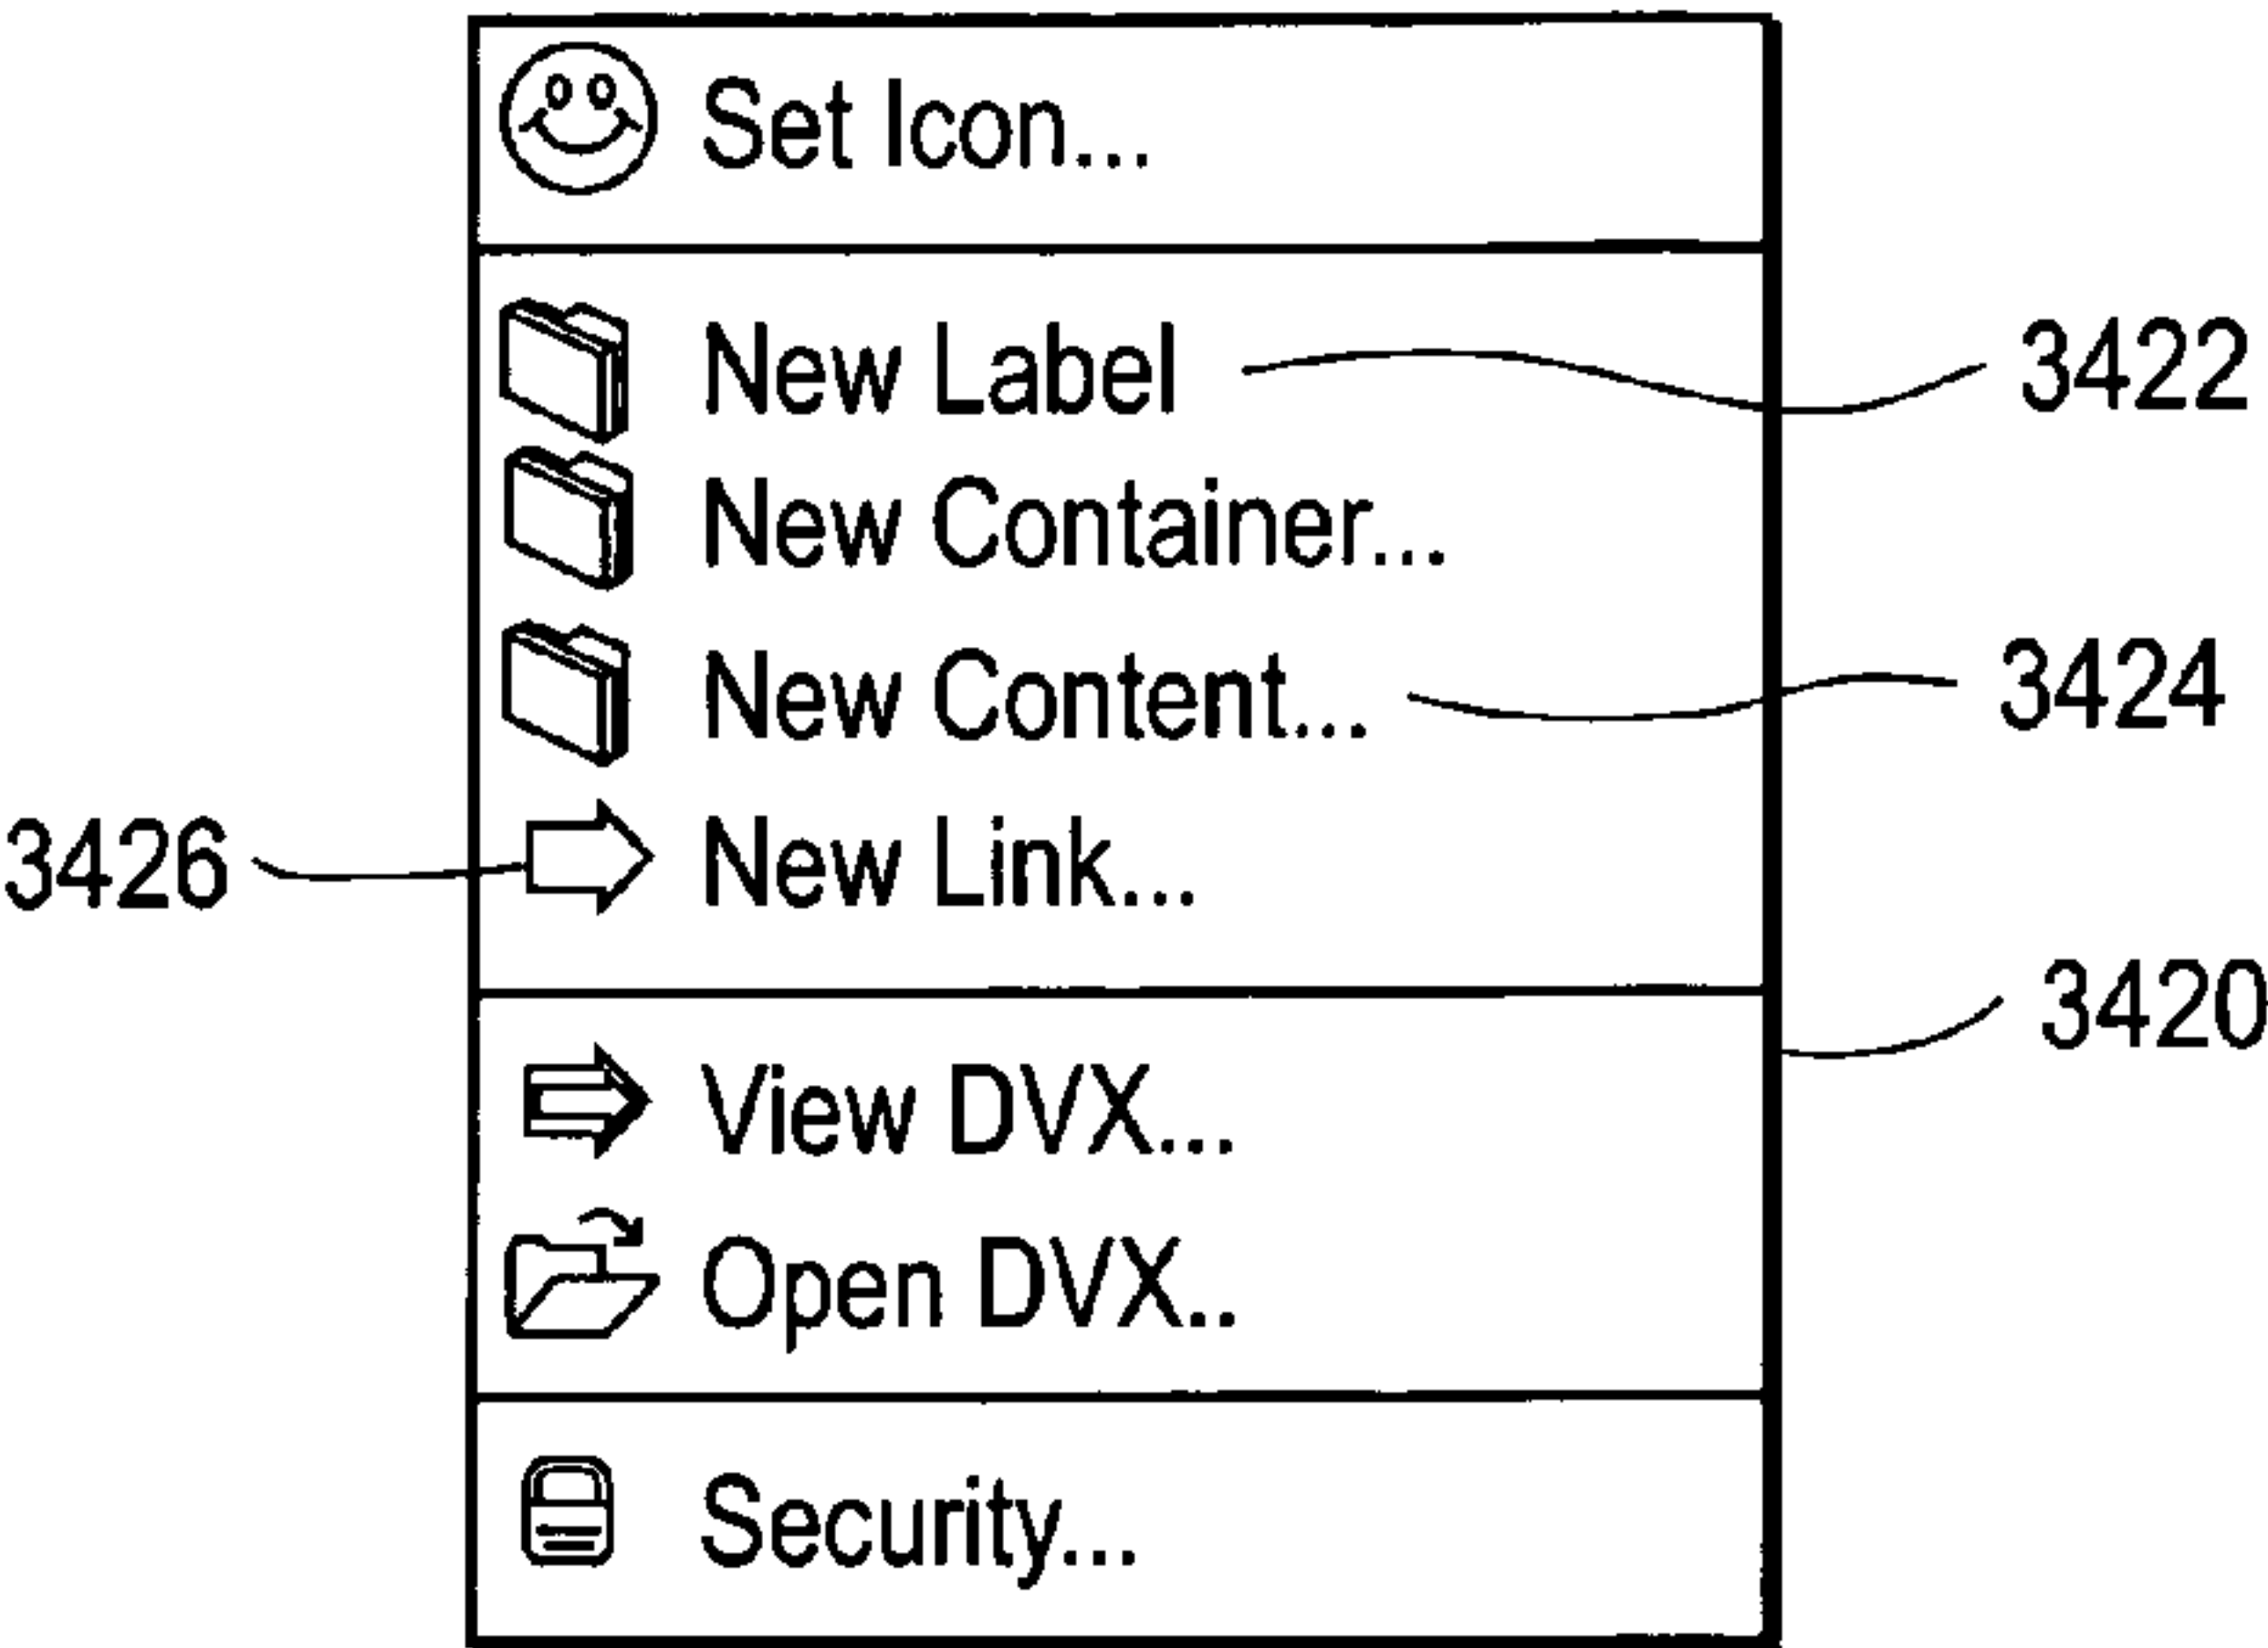 Set Icon...
New Label 3422
New Container...
New Content... 3424
3426 New Link...
3420
View DVX...
Open DVX..
Security...